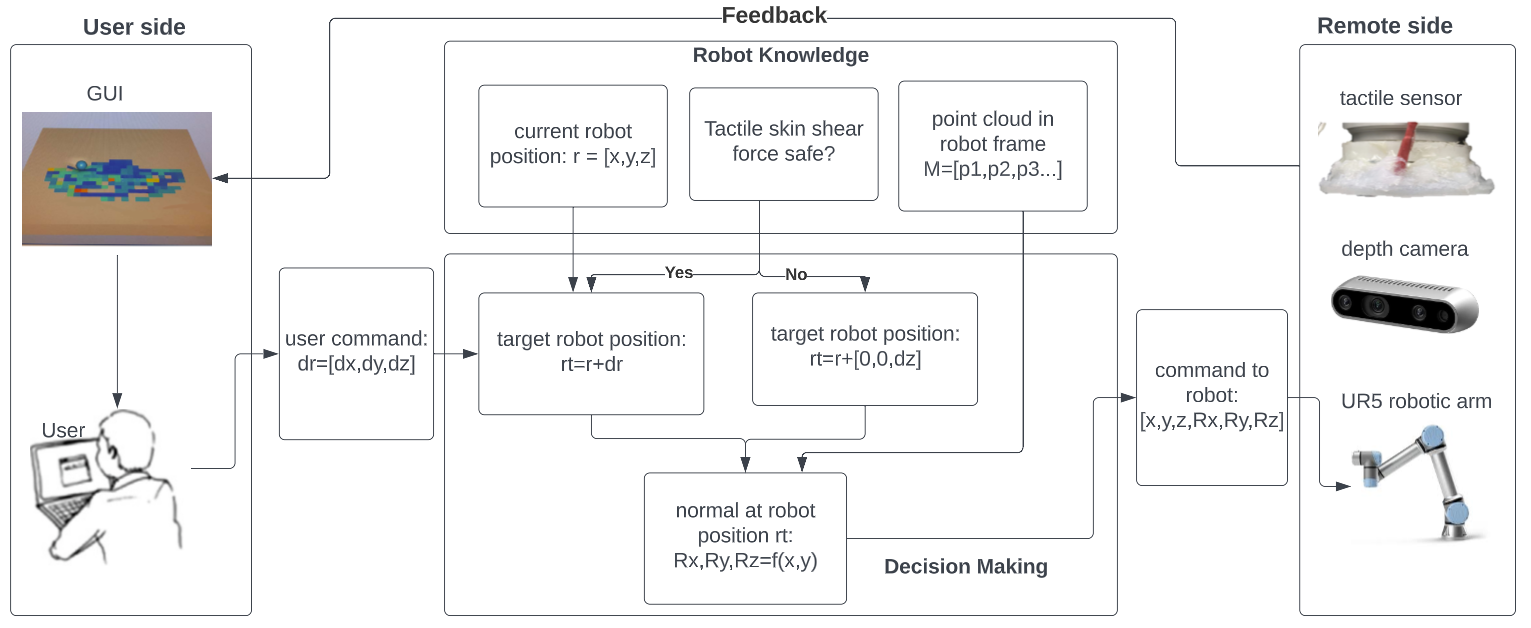 Feedback
User side
Remote side
Robot Knowledge
GUI
current robot
position: r = [x,y,z]
Tactile skin shear
force safe?
point cloud in
robot frame
M=[p1,p2,p3...]
tactile sensor
depth camera
Yes
No
user command:
dr=[dx,dy,dz]
target robot position:
rt=r+dr
target robot position:
rt=r+[0,0,dz]
command to
robot:
[x,y,z,Rx,Ry,Rz]
UR5 robotic arm
User
normal at robot
position rt:
Rx,Ry,Rz=f(x,y)
Decision Making